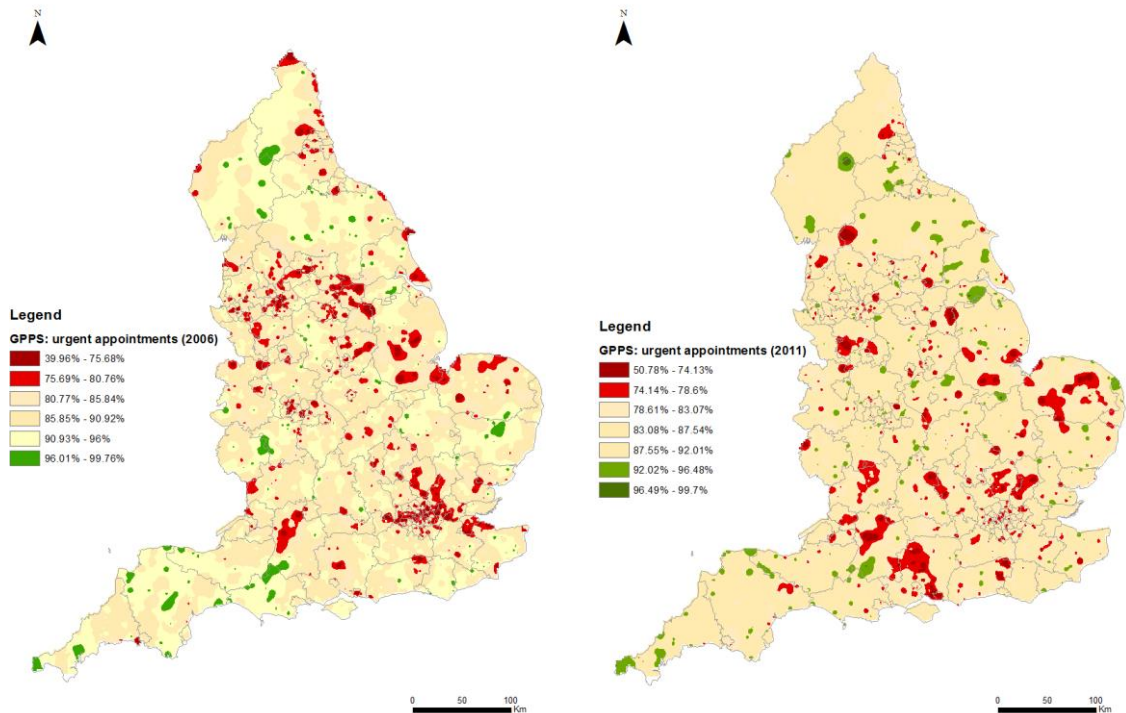 N
Legend
GPPS: urgent appointments (2006)
39.96% - 75.68%
75.69% - 80.76%
80.77% - 85.84%
85.85% - 90.92%
90.93% - 96%
96.01% - 99.76%
0 50 100
Km
N
Legend
GPPS: urgent appointments (2011)
50.78% - 74.13%
74.14% - 78.6%
78.61% - 83.07%
83.08% - 87.54%
87.55% - 92.01%
92.02% - 96.48%
96.49% - 99.7%
0 50 100
Km